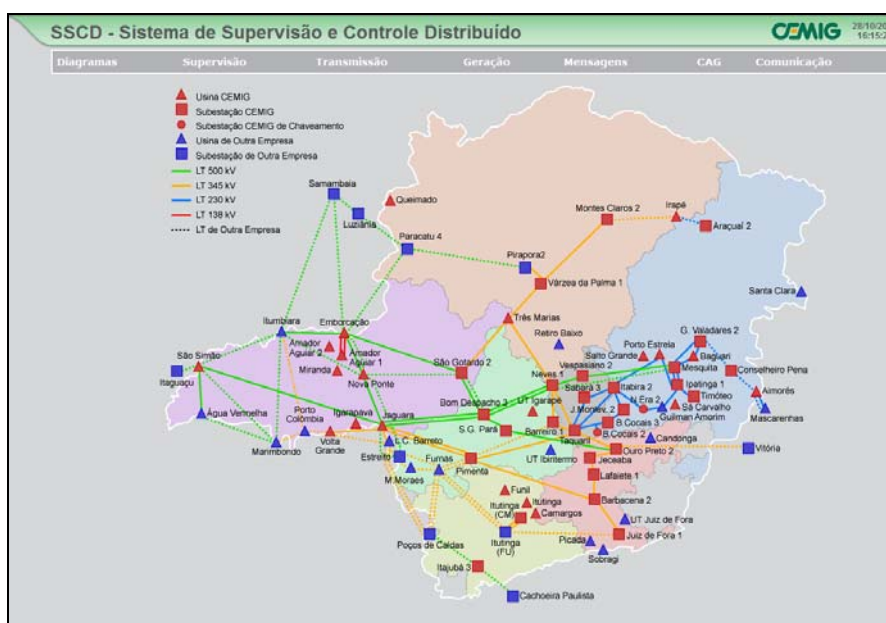 SSCD - Sistema de Supervisão e Controle Distribuído
CEMIG
28/10/20
16:15:2
Diagramas Supervisão Transmissão Geração Mensagens CAG Comunicação
Usina CEMIG
Subestação CEMIG
Subestação CEMIG de Chaveamento
Usina de Outra Empresa
Subestação de Outra Empresa
LT 500 kV
LT 345 kV
LT 230 kV
LT 138 kV
LT de Outra Empresa
Samambaia
Queimado
Luziânia
Montes Claros 2
Irapé
Araçuaí 2
Paracatu 4
Pirapora2
Várzea da Palma 1
Santa Clara
Itumbiara
Emborcação
Três Marias
Retiro Baixo
Amador
Aguiar 2
Amador
Aguiar 1
São Simão
Itaguaçu
Miranda
Nova Ponte
São Gotardo 2
Neves 1
Vespasiano 2
Salto Grande
Porto Estrela
G. Valadares 2
Baguari
Mesquita
Conselheiro Pena
Sabará 3
Itabira 2
Ipatinga 1
Timóteo
Aimorés
Mascarenhas
Água Vermelha
Porto
Colômbia
Igarapava
Jaguara
Bom Despacho 3
UT Igarapé
J.Monlev. 2
N.Era 2
Sá Carvalho
Guilman Amorim
B.Cocais 3
B.Cocais 2
S.G. Pará
Barreiro 1
Taquaril
Candonga
Marimbondo
Volta
Grande
L.C. Barreto
Estreito
Furnas
M.Moraes
Pimenta
UT Ibiritermo
Ouro Preto 2
Vitória
Jeceaba
Lafaiete 1
Funil
Itutinga
Itutinga
(CM)
Camargos
Barbacena 2
UT Juiz de Fora
Poços de Caldas
Itutinga
(FU)
Picada
Juiz de Fora 1
Sobragi
Itajubá 3
Cachoeira Paulista